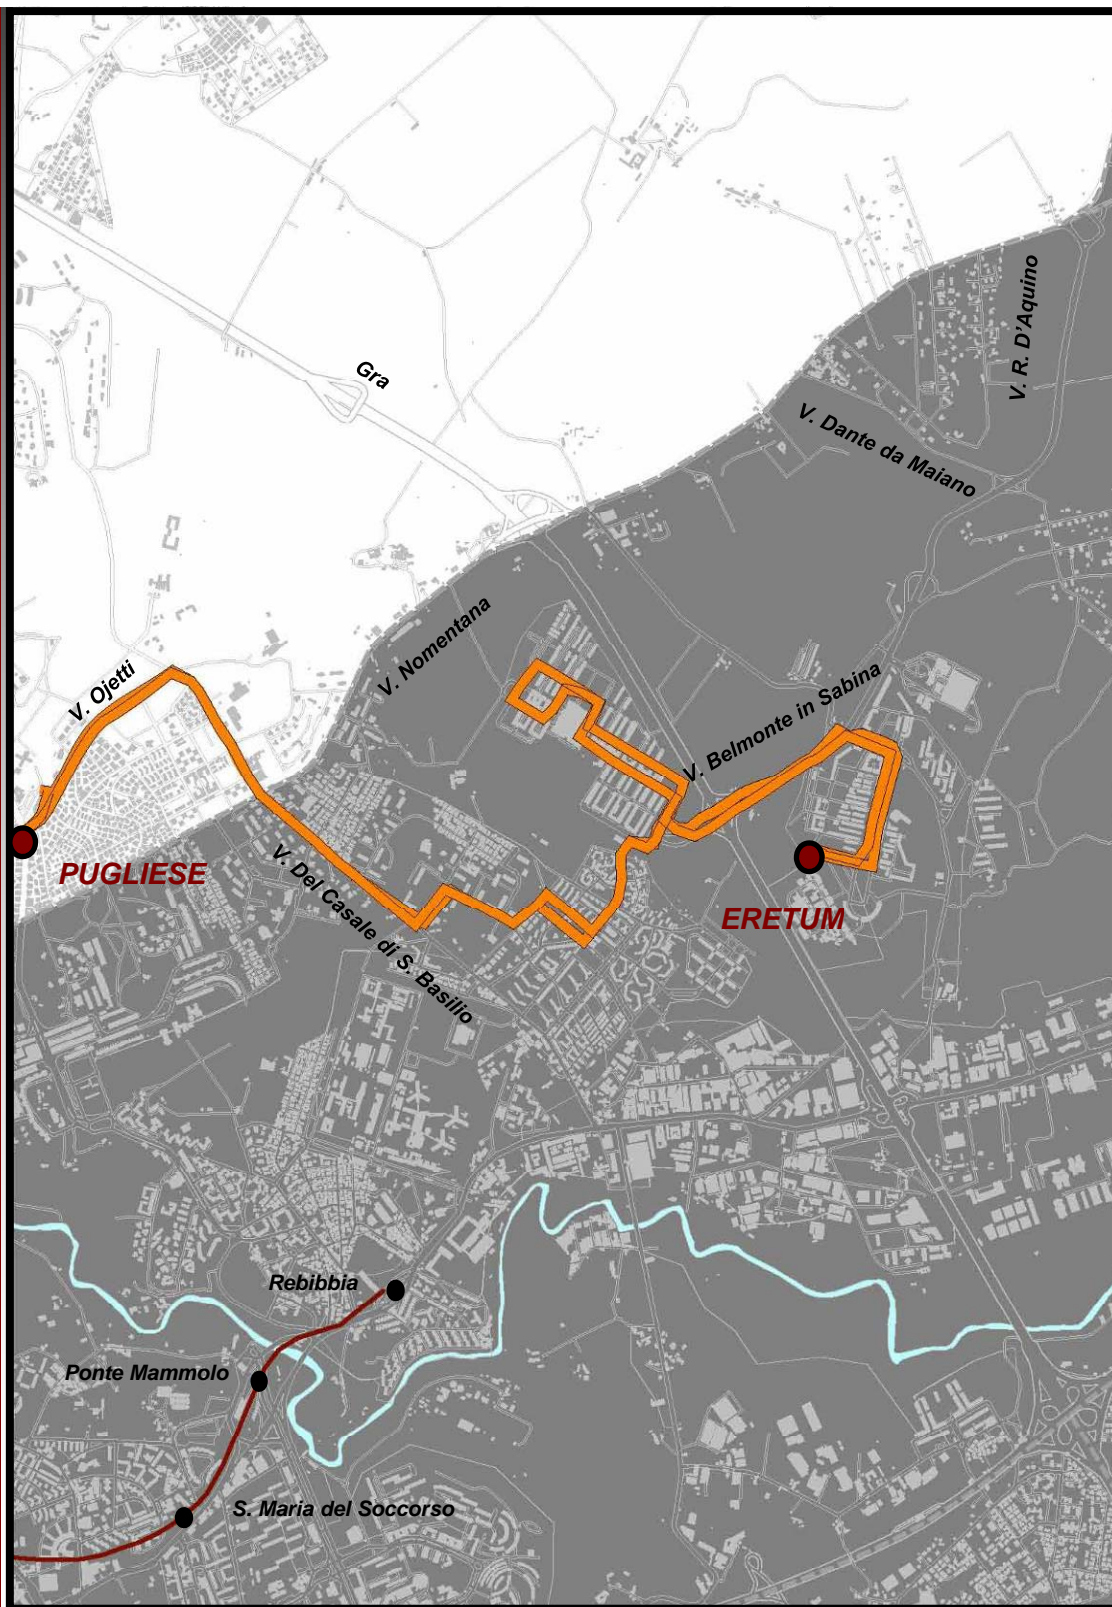 V. R. D'Aquino
Gra
V. Dante da Maiano
V. Nomentana
V. Ojetti
V. Belmonte in Sabina
PUGLIESE
V. Del Casale di S. Basilio
ERETUM
Rebibbia
Ponte Mammolo
S. Maria del Soccorso